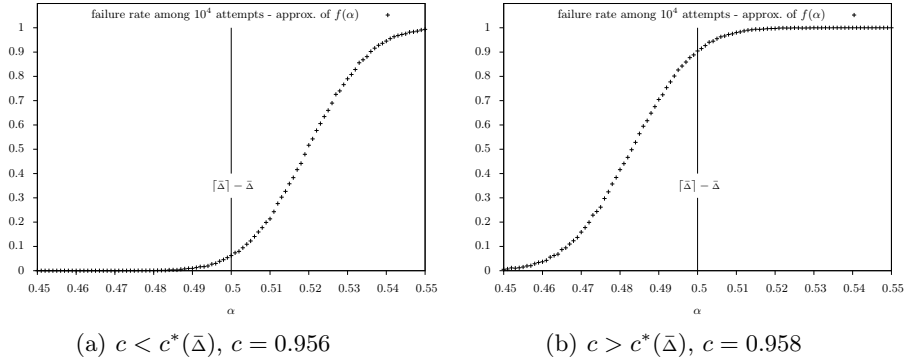 failure rate among 10⁴ attempts - approx. of f(α)
1
0.9
0.8
0.7
0.6
0.5
0.4
0.3
0.2
0.1
0
⌈Δ̄⌉ − Δ̄
0.45 0.46 0.47 0.48 0.49 0.5 0.51 0.52 0.53 0.54 0.55
α
(a) c < c*(Δ̄), c = 0.956
failure rate among 10⁴ attempts - approx. of f(α)
1
0.9
0.8
0.7
0.6
0.5
0.4
0.3
0.2
0.1
0
⌈Δ̄⌉ − Δ̄
0.45 0.46 0.47 0.48 0.49 0.5 0.51 0.52 0.53 0.54 0.55
α
(b) c > c*(Δ̄), c = 0.958